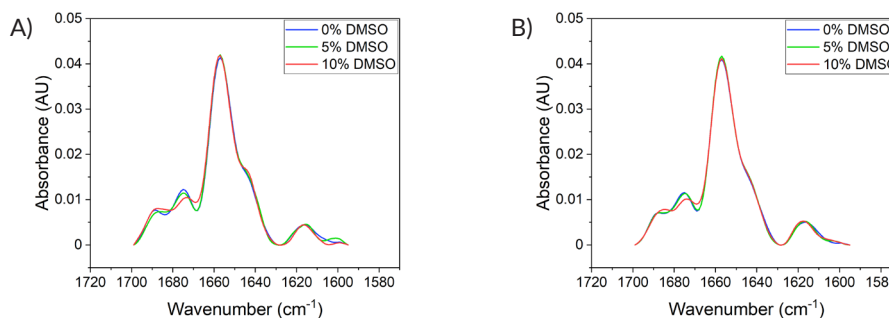 A)
0.05
0.04
0.03
0.02
0.01
0
Absorbance (AU)
0% DMSO
5% DMSO
10% DMSO
1720 1700 1680 1660 1640 1620 1600 1580
Wavenumber (cm⁻¹)
B)
0.05
0.04
0.03
0.02
0.01
0
Absorbance (AU)
0% DMSO
5% DMSO
10% DMSO
1720 1700 1680 1660 1640 1620 1600 1580
Wavenumber (cm⁻¹)